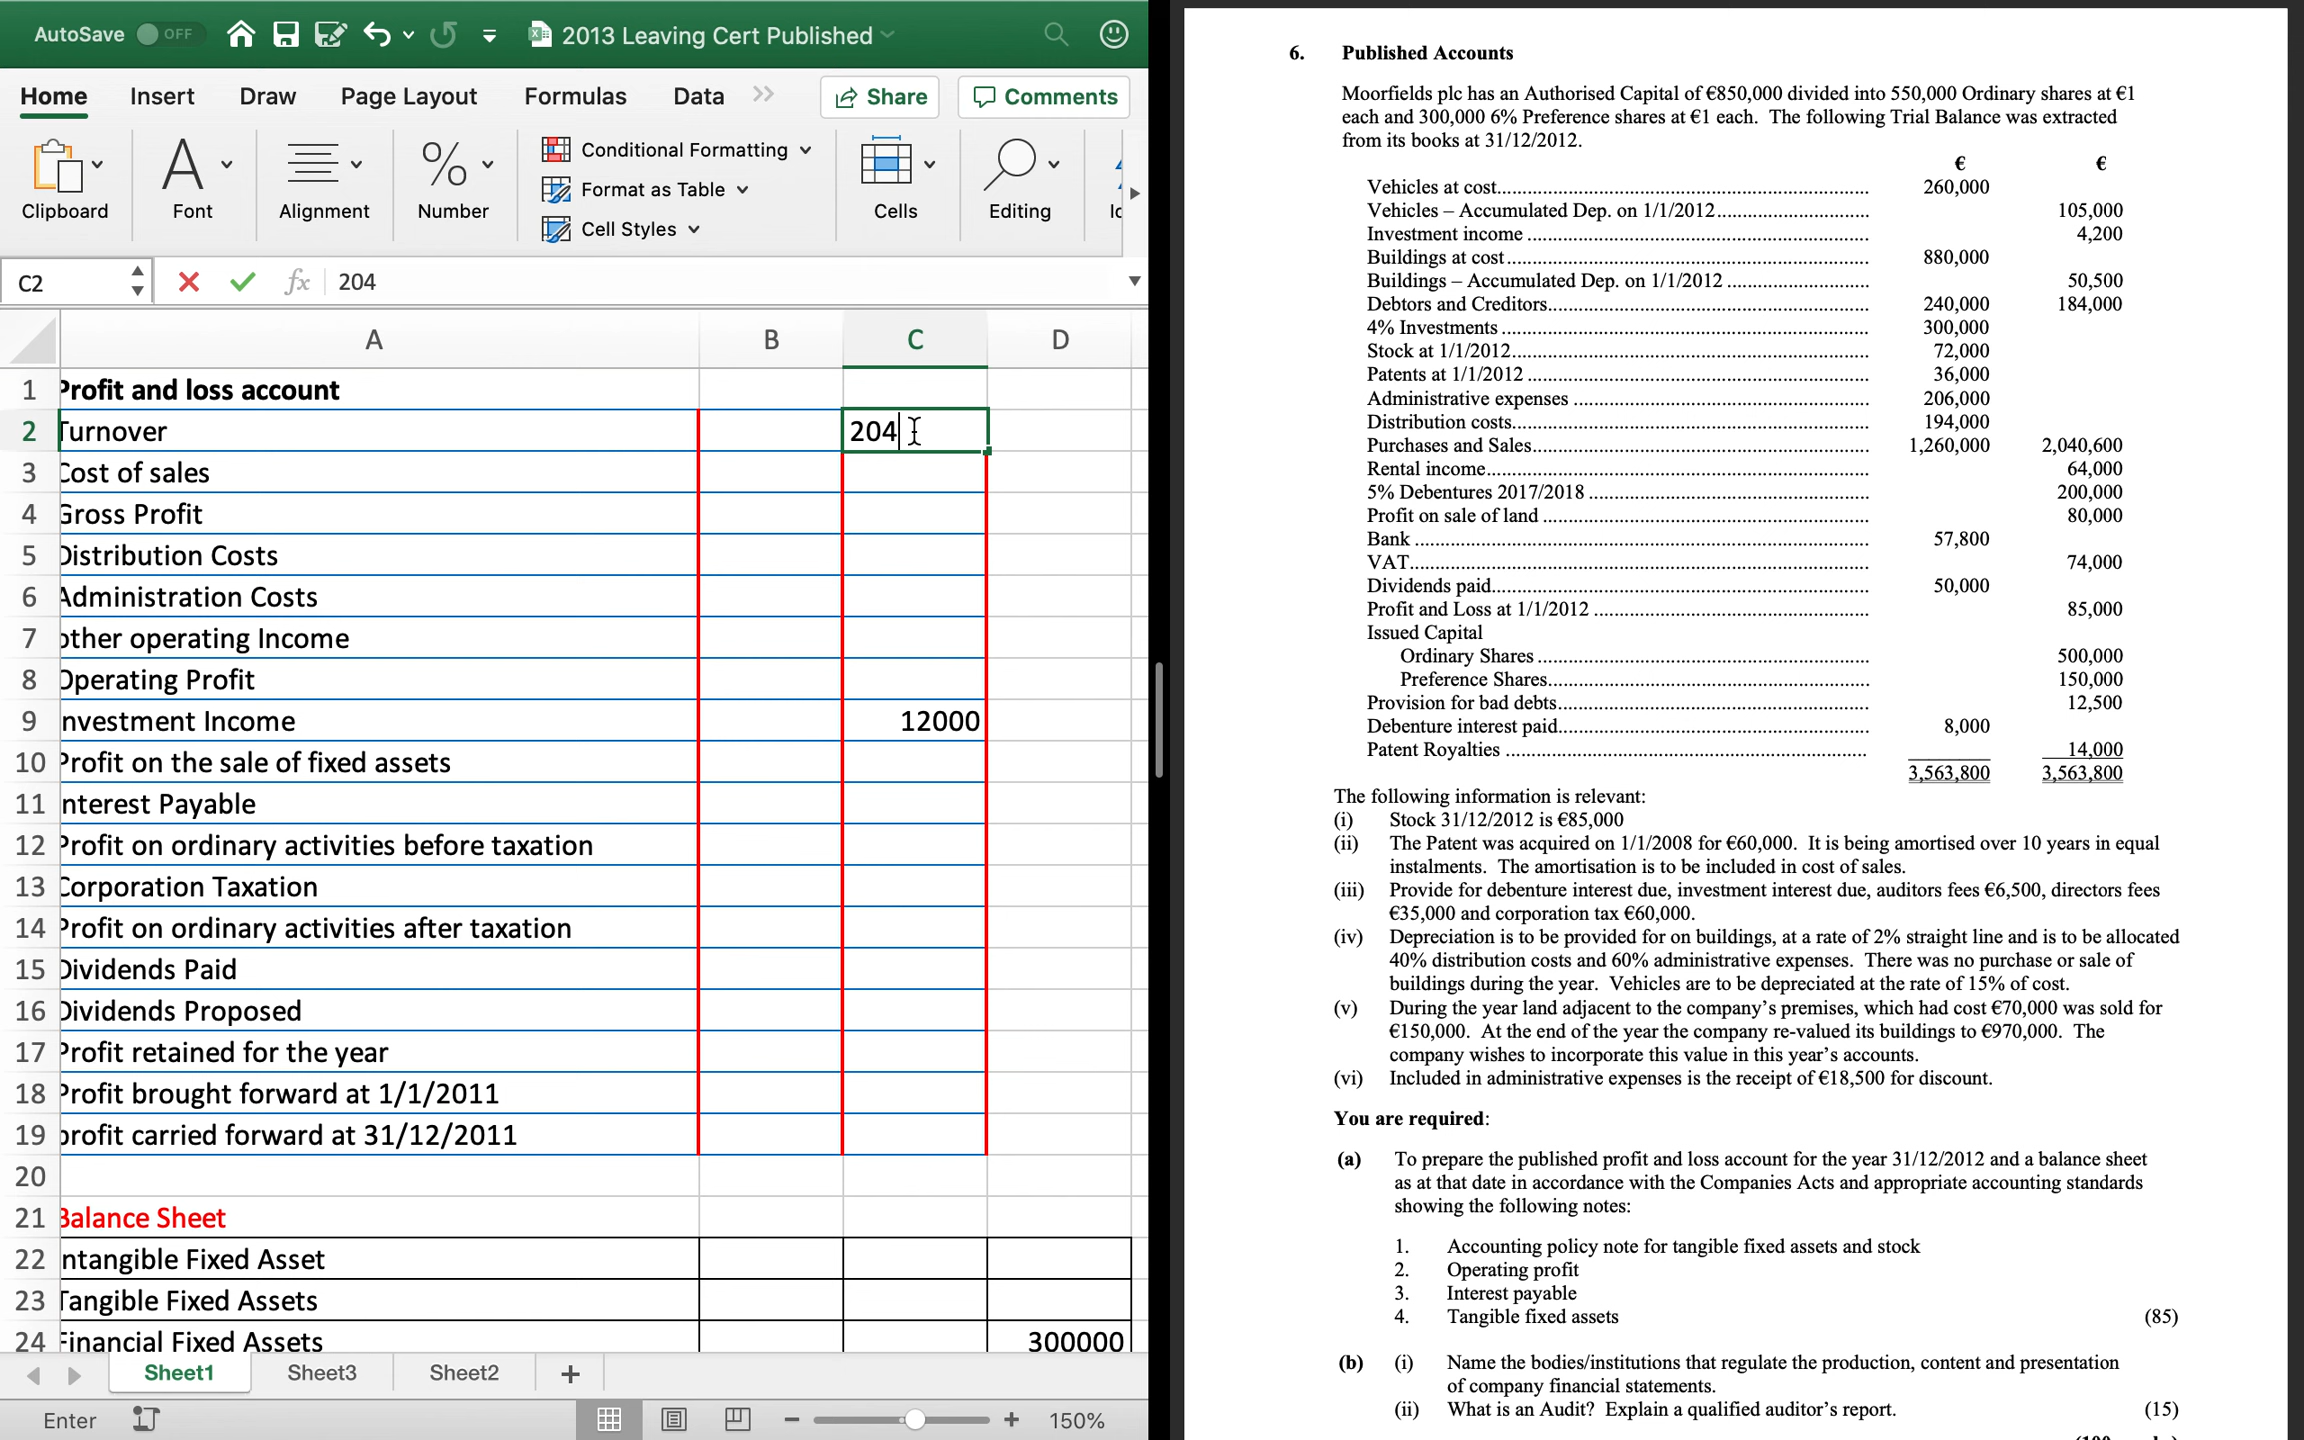 AutoSave OFF 2013 Leaving Cert Published
Home Insert Draw Page Layout Formulas Data Share Comments
Clipboard Font Alignment Number Conditional Formatting Format as Table Cell Styles Cells Editing
C2 fx 204
A B C D
1 Profit and loss account
2 Turnover 204
3 Cost of sales
4 Gross Profit
5 Distribution Costs
6 Administration Costs
7 other operating Income
8 Operating Profit
9 nvestment Income 12000
10 Profit on the sale of fixed assets
11 nterest Payable
12 Profit on ordinary activities before taxation
13 Corporation Taxation
14 Profit on ordinary activities after taxation
15 Dividends Paid
16 Dividends Proposed
17 Profit retained for the year
18 Profit brought forward at 1/1/2011
19 profit carried forward at 31/12/2011
20
21 Balance Sheet
22 ntangible Fixed Asset
23 Tangible Fixed Assets
24 Financial Fixed Assets 300000
Sheet1 Sheet3 Sheet2 +
Enter 150%
6. Published Accounts
Moorfields plc has an Authorised Capital of €850,000 divided into 550,000 Ordinary shares at €1
each and 300,000 6% Preference shares at €1 each. The following Trial Balance was extracted
from its books at 31/12/2012.
€ €
Vehicles at cost 260,000
Vehicles – Accumulated Dep. on 1/1/2012 105,000
Investment income 4,200
Buildings at cost 880,000
Buildings – Accumulated Dep. on 1/1/2012 50,500
Debtors and Creditors 240,000 184,000
4% Investments 300,000
Stock at 1/1/2012 72,000
Patents at 1/1/2012 36,000
Administrative expenses 206,000
Distribution costs 194,000
Purchases and Sales 1,260,000 2,040,600
Rental income 64,000
5% Debentures 2017/2018 200,000
Profit on sale of land 80,000
Bank 57,800
VAT 74,000
Dividends paid 50,000
Profit and Loss at 1/1/2012 85,000
Issued Capital
Ordinary Shares 500,000
Preference Shares 150,000
Provision for bad debts 12,500
Debenture interest paid 8,000
Patent Royalties 14,000
3,563,800 3,563,800
The following information is relevant:
(i) Stock 31/12/2012 is €85,000
(ii) The Patent was acquired on 1/1/2008 for €60,000. It is being amortised over 10 years in equal
instalments. The amortisation is to be included in cost of sales.
(iii) Provide for debenture interest due, investment interest due, auditors fees €6,500, directors fees
€35,000 and corporation tax €60,000.
(iv) Depreciation is to be provided for on buildings, at a rate of 2% straight line and is to be allocated
40% distribution costs and 60% administrative expenses. There was no purchase or sale of
buildings during the year. Vehicles are to be depreciated at the rate of 15% of cost.
(v) During the year land adjacent to the company's premises, which had cost €70,000 was sold for
€150,000. At the end of the year the company re-valued its buildings to €970,000. The
company wishes to incorporate this value in this year's accounts.
(vi) Included in administrative expenses is the receipt of €18,500 for discount.
You are required:
(a) To prepare the published profit and loss account for the year 31/12/2012 and a balance sheet
as at that date in accordance with the Companies Acts and appropriate accounting standards
showing the following notes:
1. Accounting policy note for tangible fixed assets and stock
2. Operating profit
3. Interest payable
4. Tangible fixed assets (85)
(b) (i) Name the bodies/institutions that regulate the production, content and presentation
of company financial statements.
(ii) What is an Audit? Explain a qualified auditor's report. (15)